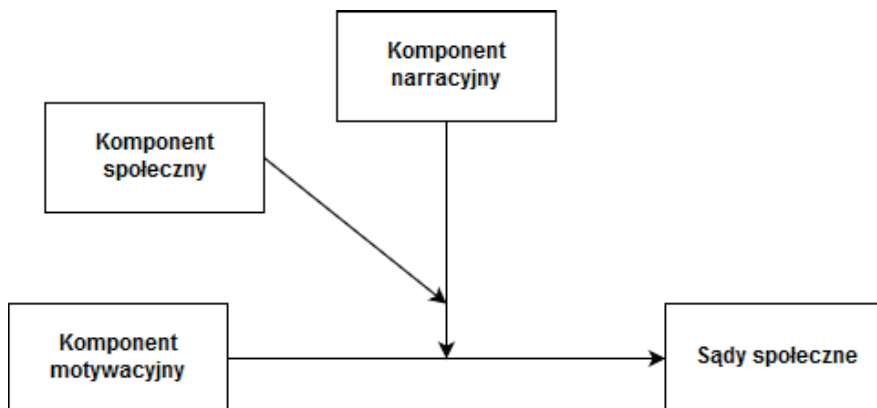 Komponent
narracyjny
Komponent
społeczny
Komponent
motywacyjny
Sądy społeczne